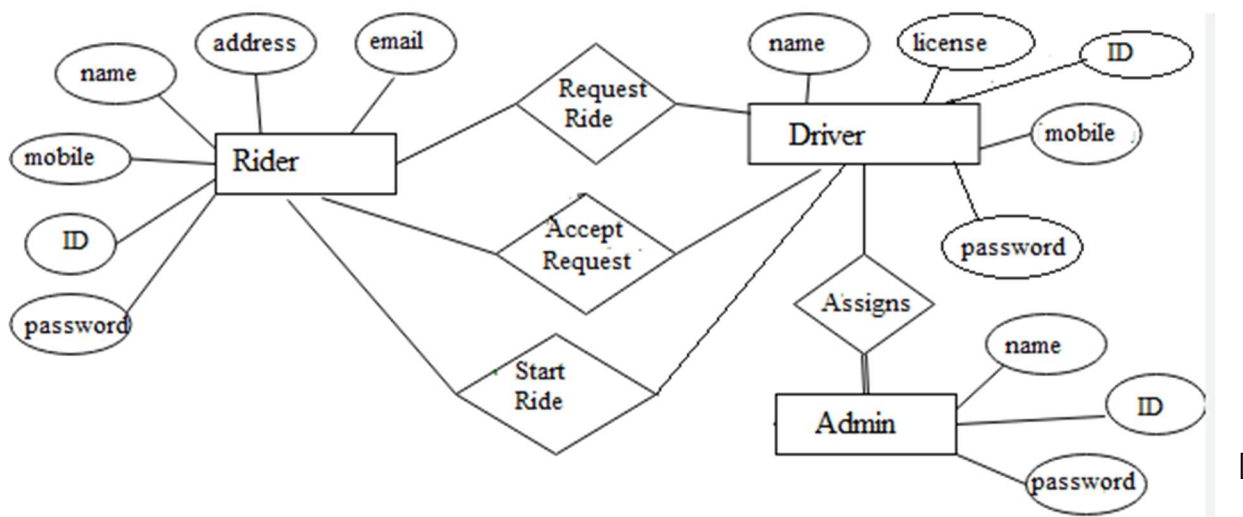 address
email
name
license
ID
name
Request
Ride
mobile
Rider
Driver
mobile
ID
Accept
Request
password
password
Assigns
name
Start
Ride
Admin
ID
password